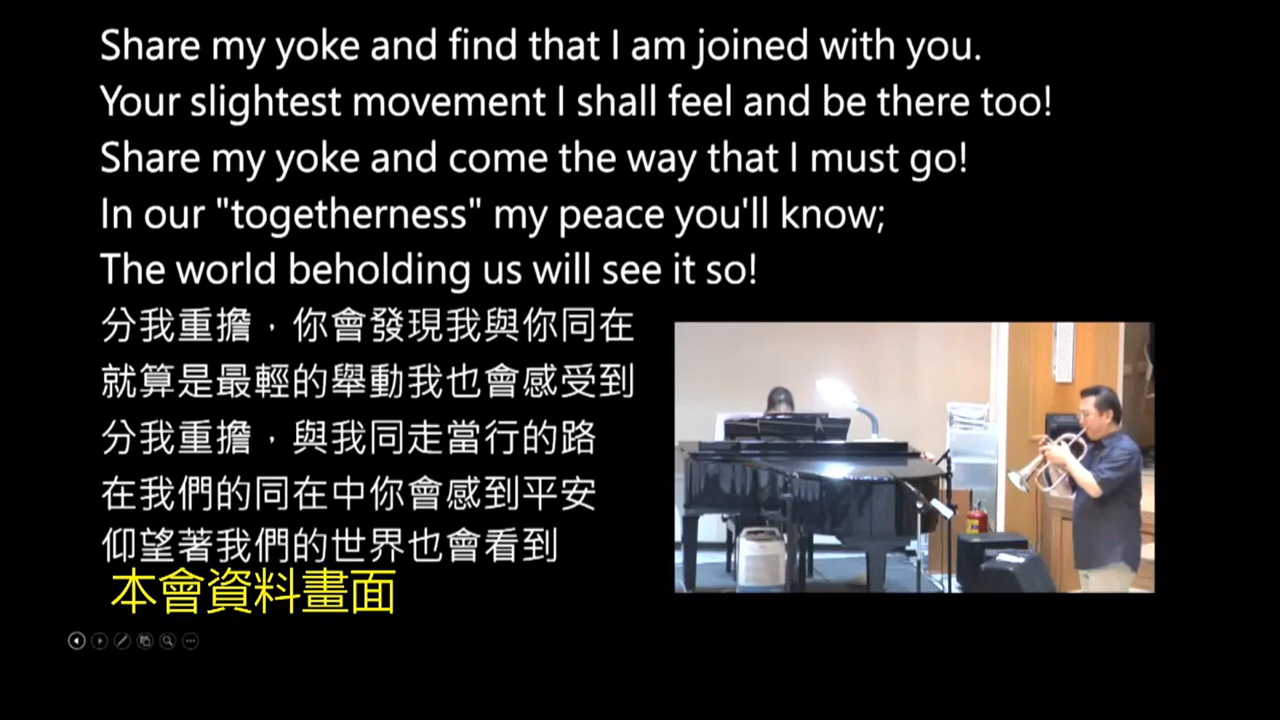 Share my yoke and find that I am joined with you.
Your slightest movement I shall feel and be there too!
Share my yoke and come the way that I must go!
In our "togetherness" my peace you'll know;
The world beholding us will see it so!
分我重擔，你會發現我與你同在
就算是最輕的舉動我也會感受到
分我重擔，與我同走當行的路
在我們的同在中你會感到平安
仰望著我們的世界也會看到
本會資料畫面